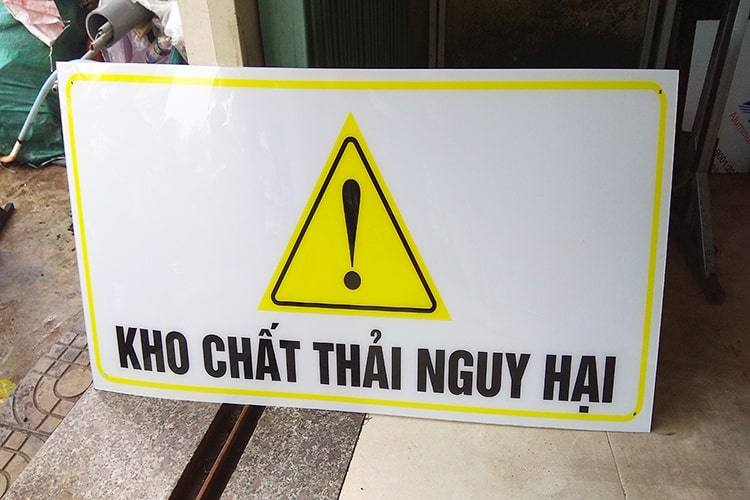 KHO CHẤT THẢI NGUY HẠI